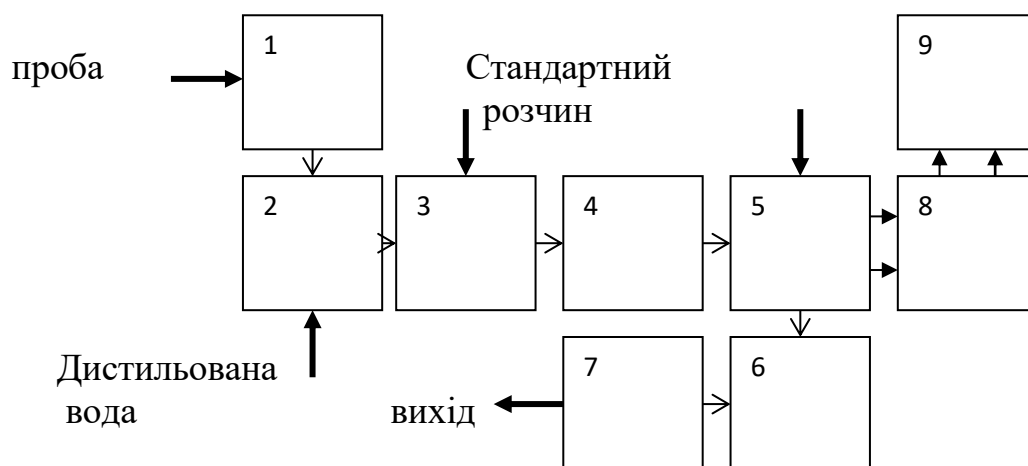 1
9
проба
Стандартний
розчин
2
3
4
5
8
Дистильована
вода
вихід
7
6